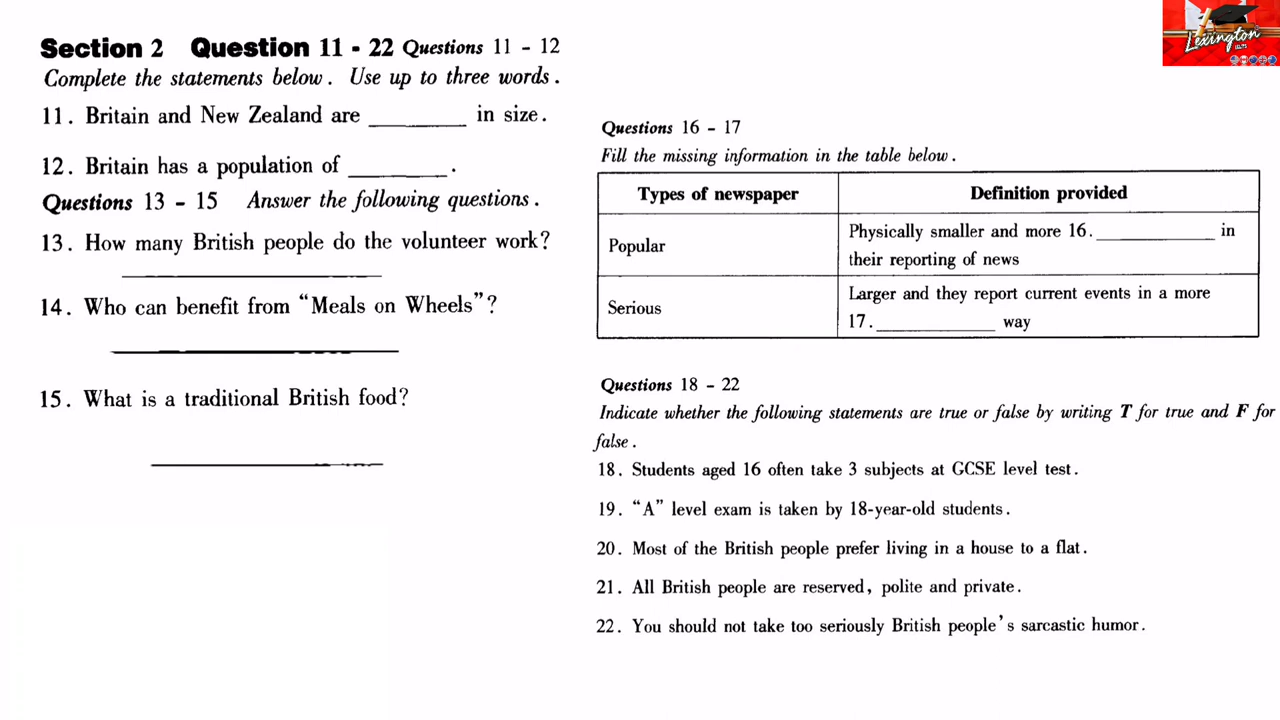 Section 2 Question 11 - 22 Questions 11 - 12
Complete the statements below. Use up to three words.
11. Britain and New Zealand are ________ in size.
12. Britain has a population of ________.
Questions 13 - 15 Answer the following questions.
13. How many British people do the volunteer work?
14. Who can benefit from “Meals on Wheels”?
15. What is a traditional British food?
Questions 16 - 17
Fill the missing information in the table below.
Types of newspaper Definition provided
Popular Physically smaller and more 16. ____________ in
their reporting of news
Serious Larger and they report current events in a more
17. ____________ way
Questions 18 - 22
Indicate whether the following statements are true or false by writing T for true and F for
false.
18. Students aged 16 often take 3 subjects at GCSE level test.
19. “A” level exam is taken by 18-year-old students.
20. Most of the British people prefer living in a house to a flat.
21. All British people are reserved, polite and private.
22. You should not take too seriously British people's sarcastic humor.
Lexington
IELTS